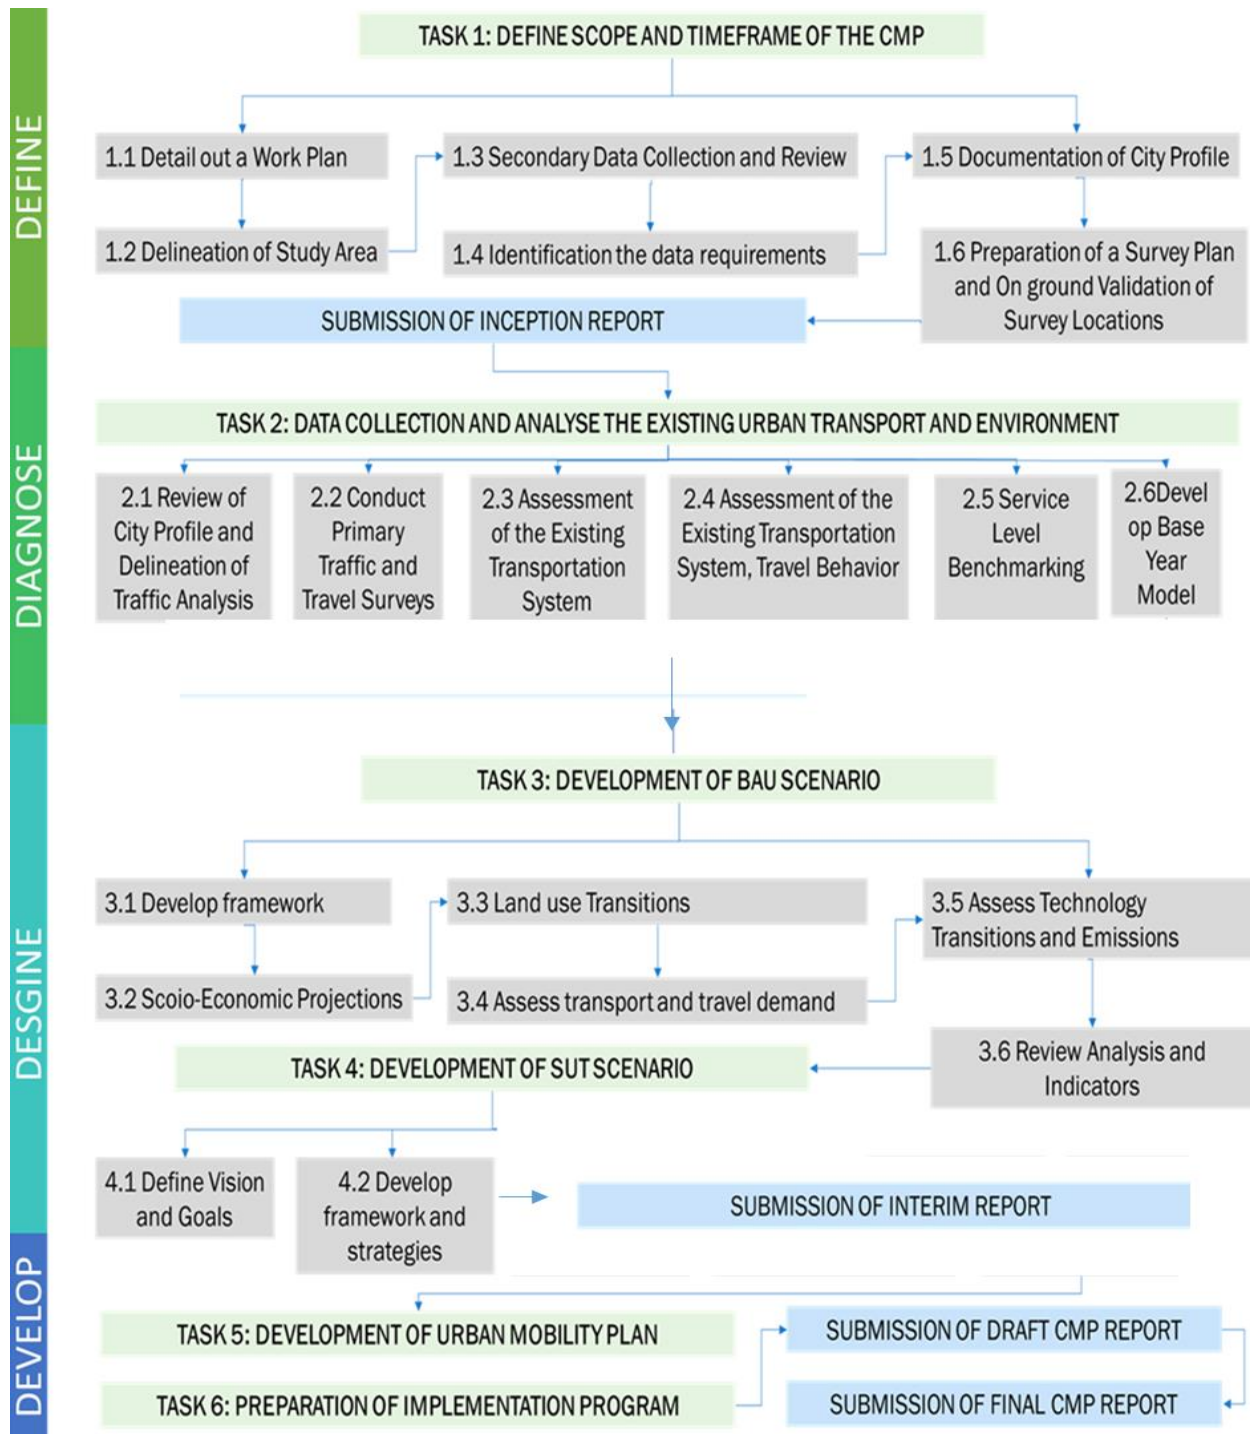 DEFINE
TASK 1: DEFINE SCOPE AND TIMEFRAME OF THE CMP
1.1 Detail out a Work Plan
1.3 Secondary Data Collection and Review
1.5 Documentation of City Profile
1.2 Delineation of Study Area
1.4 Identification the data requirements
1.6 Preparation of a Survey Plan
and On ground Validation of
Survey Locations
SUBMISSION OF INCEPTION REPORT
DIAGNOSE
TASK 2: DATA COLLECTION AND ANALYSE THE EXISTING URBAN TRANSPORT AND ENVIRONMENT
2.1 Review of
City Profile and
Delineation of
Traffic Analysis
2.2 Conduct
Primary
Traffic and
Travel Surveys
2.3 Assessment
of the Existing
Transportation
System
2.4 Assessment of the
Existing Transportation
System, Travel Behavior
2.5 Service
Level
Benchmarking
2.6Devel
op Base
Year
Model
DESGINE
TASK 3: DEVELOPMENT OF BAU SCENARIO
3.1 Develop framework
3.3 Land use Transitions
3.5 Assess Technology
Transitions and Emissions
3.2 Scoio-Economic Projections
3.4 Assess transport and travel demand
3.6 Review Analysis and
Indicators
TASK 4: DEVELOPMENT OF SUT SCENARIO
4.1 Define Vision
and Goals
4.2 Develop
framework and
strategies
SUBMISSION OF INTERIM REPORT
DEVELOP
TASK 5: DEVELOPMENT OF URBAN MOBILITY PLAN
SUBMISSION OF DRAFT CMP REPORT
TASK 6: PREPARATION OF IMPLEMENTATION PROGRAM
SUBMISSION OF FINAL CMP REPORT